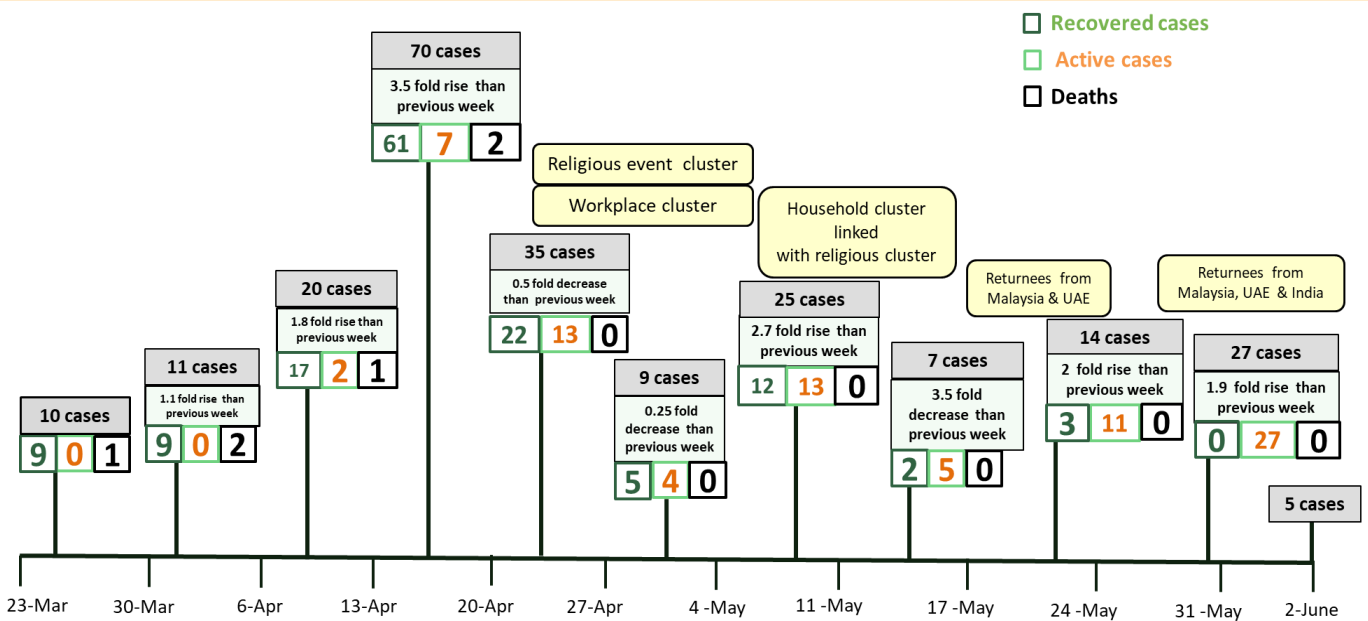 Recovered cases
Active cases
Deaths
70 cases
3.5 fold rise than
previous week
61 7 2
Religious event cluster
Workplace cluster
Household cluster
linked
with religious cluster
35 cases
0.5 fold decrease
than previous week
22 13 0
Returnees from
Malaysia & UAE
Returnees from
Malaysia, UAE & India
20 cases
1.8 fold rise than
previous week
17 2 1
25 cases
2.7 fold rise than
previous week
12 13 0
14 cases
2 fold rise than
previous week
3 11 0
27 cases
1.9 fold rise than
previous week
0 27 0
11 cases
1.1 fold rise than
previous week
9 0 2
9 cases
0.25 fold
decrease than
previous week
5 4 0
7 cases
3.5 fold
decrease than
previous week
2 5 0
10 cases
9 0 1
5 cases
23-Mar 30-Mar 6-Apr 13-Apr 20-Apr 27-Apr 4 -May 11 -May 17 -May 24 -May 31 -May 2-June